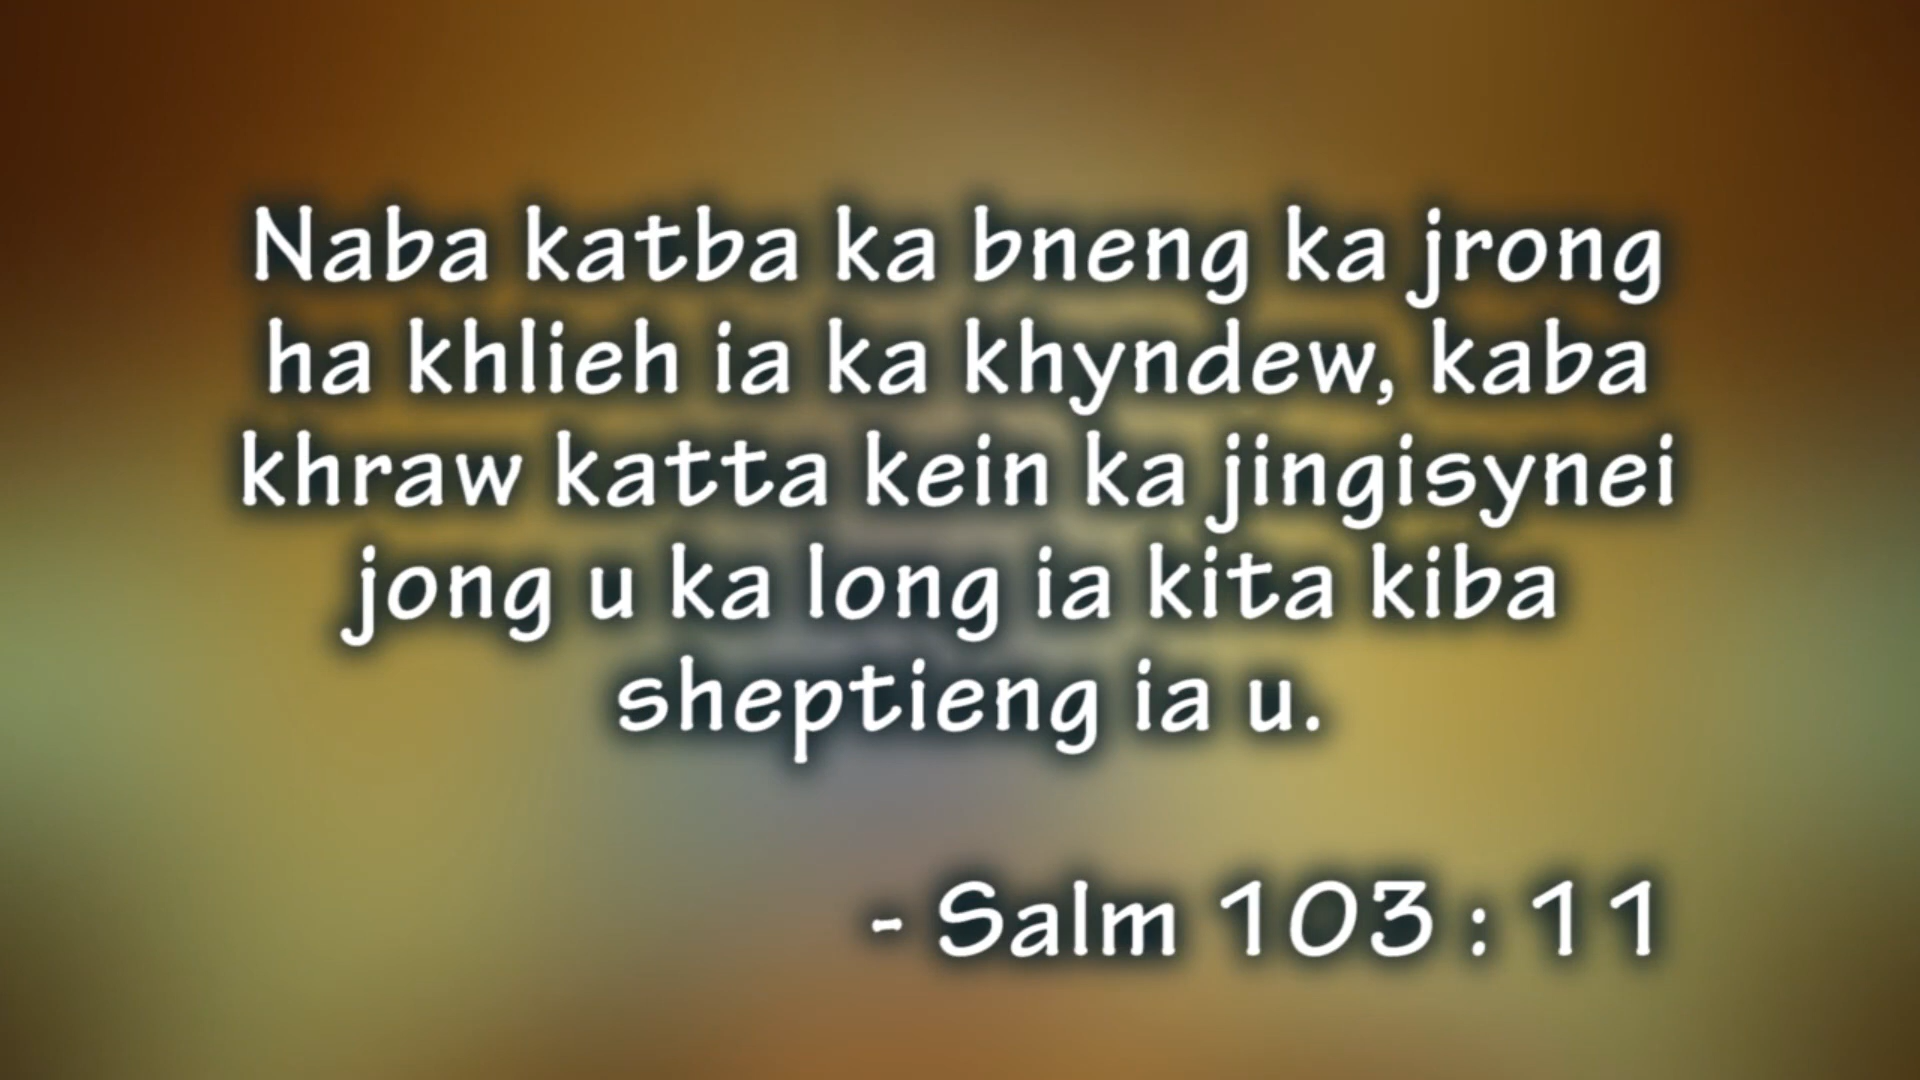 Naba katba ka bneng ka jrong
ha khlieh ia ka khyndew, kaba
khraw katta kein ka jingisynei
jong u ka long ia kita kiba
sheptieng ia u.
- Salm 103 : 11